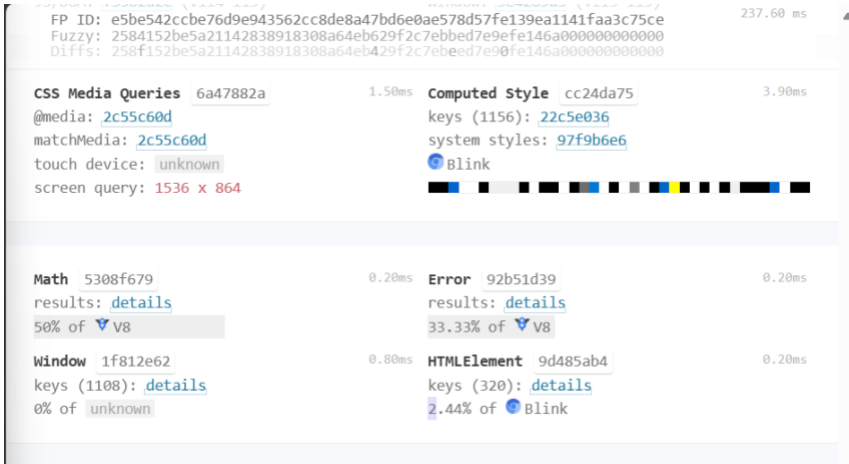 FP ID: e5be542ccbe76d9e943562cc8de8a47bd6e0ae578d57fe139ea1141faa3c75ce
237.60 ms
Fuzzy: 2584152be5a21142838918308a64eb629f2c7ebbed7e9efe146a000000000000
Diffs: 258f152be5a21142838918308a64eb429f2c7ebeed7e90fe146a000000000000
CSS Media Queries 6a47882a 1.50ms
@media: 2c55c60d
matchMedia: 2c55c60d
touch device: unknown
screen query: 1536 x 864
Computed Style cc24da75 3.90ms
keys (1156): 22c5e036
system styles: 97f9b6e6
Blink
Math 5308f679 0.20ms
results: details
50% of V8
Error 92b51d39 0.20ms
results: details
33.33% of V8
Window 1f812e62 0.80ms
keys (1108): details
0% of unknown
HTMLElement 9d485ab4 0.20ms
keys (320): details
2.44% of Blink